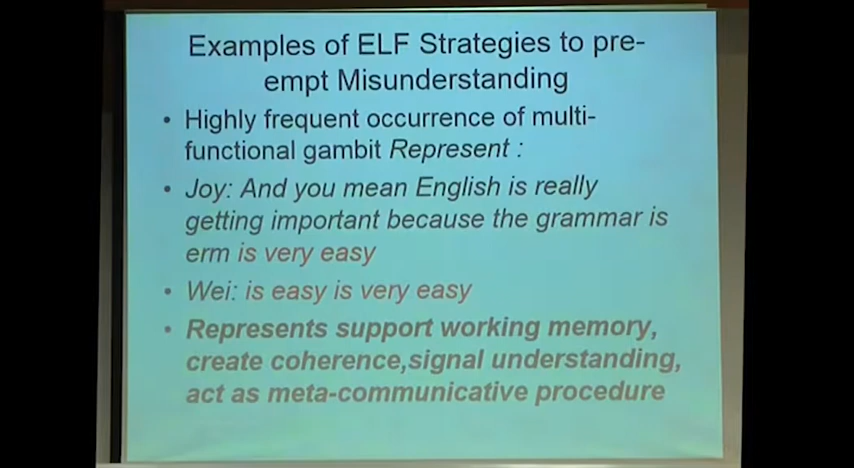 Examples of ELF Strategies to pre-
empt Misunderstanding
• Highly frequent occurrence of multi-
functional gambit Represent :
• Joy: And you mean English is really
getting important because the grammar is
erm is very easy
• Wei: is easy is very easy
• Represents support working memory,
create coherence,signal understanding,
act as meta-communicative procedure